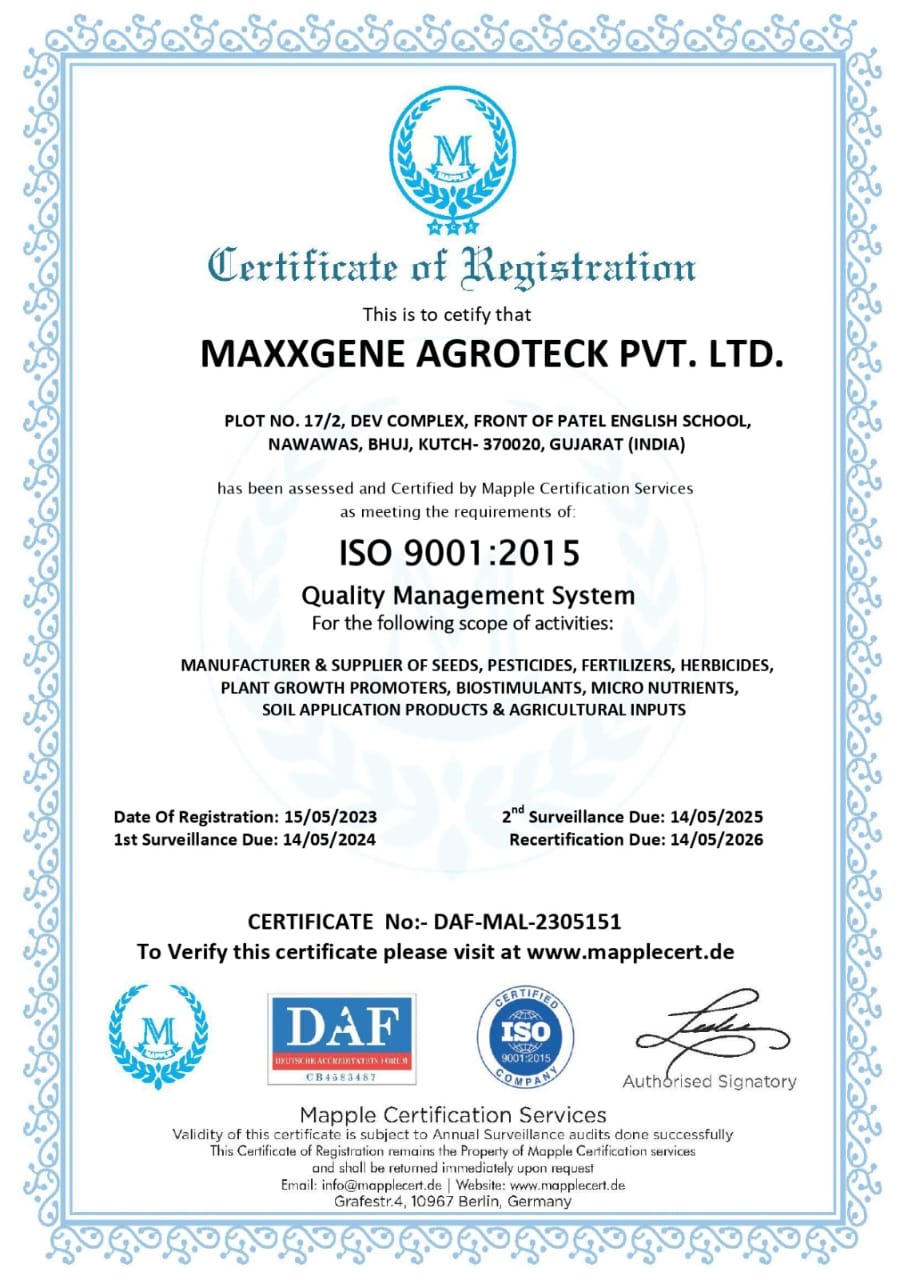 M
MAPPLE
M C S
Certificate of Registration
This is to cetify that
MAXXGENE AGROTECK PVT. LTD.
PLOT NO. 17/2, DEV COMPLEX, FRONT OF PATEL ENGLISH SCHOOL,
NAWAWAS, BHUJ, KUTCH- 370020, GUJARAT (INDIA)
has been assessed and Certified by Mapple Certification Services
as meeting the requirements of:
ISO 9001:2015
Quality Management System
For the following scope of activities:
MANUFACTURER & SUPPLIER OF SEEDS, PESTICIDES, FERTILIZERS, HERBICIDES,
PLANT GROWTH PROMOTERS, BIOSTIMULANTS, MICRO NUTRIENTS,
SOIL APPLICATION PRODUCTS & AGRICULTURAL INPUTS
Date Of Registration: 15/05/2023 2nd Surveillance Due: 14/05/2025
1st Surveillance Due: 14/05/2024 Recertification Due: 14/05/2026
CERTIFICATE No:- DAF-MAL-2305151
To Verify this certificate please visit at www.mapplecert.de
M
MAPPLE
DAF
DEUTSCHE ACCREDITATION FORUM
CB4583487
CERTIFIED
ISO
9001:2015
COMPANY
Authorised Signatory
Mapple Certification Services
Validity of this certificate is subject to Annual Surveillance audits done successfully
This Certificate of Registration remains the Property of Mapple Certification services
and shall be returned immediately upon request
Email: info@mapplecert.de | Website: www.mapplecert.de
Grafestr.4, 10967 Berlin, Germany